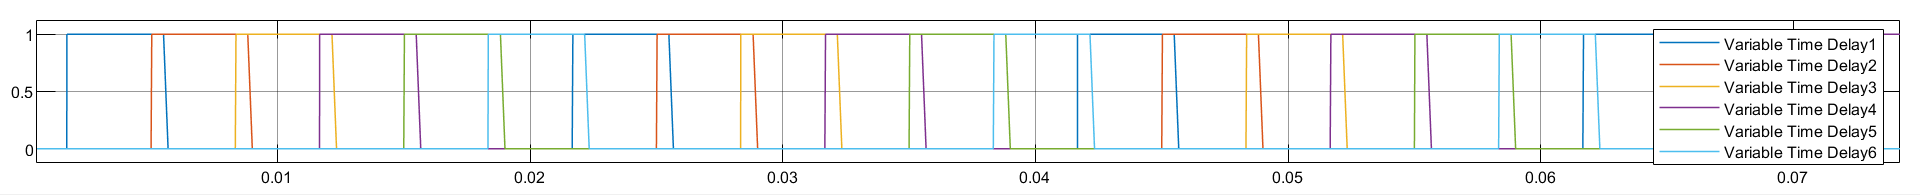 1
0.5
0
0.01 0.02 0.03 0.04 0.05 0.06 0.07
Variable Time Delay1
Variable Time Delay2
Variable Time Delay3
Variable Time Delay4
Variable Time Delay5
Variable Time Delay6